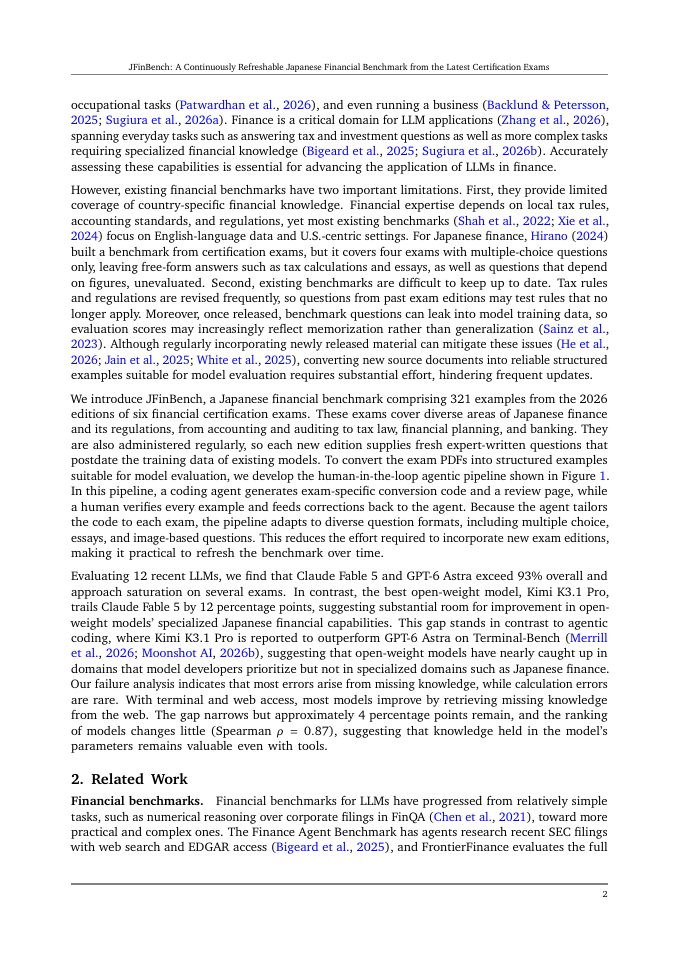 JFinBench: A Continuously Refreshable Japanese Financial Benchmark from the Latest Certification Exams
occupational tasks (Patwardhan et al., 2026), and even running a business (Backlund & Petersson,
2025; Sugiura et al., 2026a). Finance is a critical domain for LLM applications (Zhang et al., 2026),
spanning everyday tasks such as answering tax and investment questions as well as more complex tasks
requiring specialized financial knowledge (Bigeard et al., 2025; Sugiura et al., 2026b). Accurately
assessing these capabilities is essential for advancing the application of LLMs in finance.
However, existing financial benchmarks have two important limitations. First, they provide limited
coverage of country-specific financial knowledge. Financial expertise depends on local tax rules,
accounting standards, and regulations, yet most existing benchmarks (Shah et al., 2022; Xie et al.,
2024) focus on English-language data and U.S.-centric settings. For Japanese finance, Hirano (2024)
built a benchmark from certification exams, but it covers four exams with multiple-choice questions
only, leaving free-form answers such as tax calculations and essays, as well as questions that depend
on figures, unevaluated. Second, existing benchmarks are difficult to keep up to date. Tax rules
and regulations are revised frequently, so questions from past exam editions may test rules that no
longer apply. Moreover, once released, benchmark questions can leak into model training data, so
evaluation scores may increasingly reflect memorization rather than generalization (Sainz et al.,
2023). Although regularly incorporating newly released material can mitigate these issues (He et al.,
2026; Jain et al., 2025; White et al., 2025), converting new source documents into reliable structured
examples suitable for model evaluation requires substantial effort, hindering frequent updates.
We introduce JFinBench, a Japanese financial benchmark comprising 321 examples from the 2026
editions of six financial certification exams. These exams cover diverse areas of Japanese finance
and its regulations, from accounting and auditing to tax law, financial planning, and banking. They
are also administered regularly, so each new edition supplies fresh expert-written questions that
postdate the training data of existing models. To convert the exam PDFs into structured examples
suitable for model evaluation, we develop the human-in-the-loop agentic pipeline shown in Figure 1.
In this pipeline, a coding agent generates exam-specific conversion code and a review page, while
a human verifies every example and feeds corrections back to the agent. Because the agent tailors
the code to each exam, the pipeline adapts to diverse question formats, including multiple choice,
essays, and image-based questions. This reduces the effort required to incorporate new exam editions,
making it practical to refresh the benchmark over time.
Evaluating 12 recent LLMs, we find that Claude Fable 5 and GPT-6 Astra exceed 93% overall and
approach saturation on several exams. In contrast, the best open-weight model, Kimi K3.1 Pro,
trails Claude Fable 5 by 12 percentage points, suggesting substantial room for improvement in open-
weight models' specialized Japanese financial capabilities. This gap stands in contrast to agentic
coding, where Kimi K3.1 Pro is reported to outperform GPT-6 Astra on Terminal-Bench (Merrill
et al., 2026; Moonshot AI, 2026b), suggesting that open-weight models have nearly caught up in
domains that model developers prioritize but not in specialized domains such as Japanese finance.
Our failure analysis indicates that most errors arise from missing knowledge, while calculation errors
are rare. With terminal and web access, most models improve by retrieving missing knowledge
from the web. The gap narrows but approximately 4 percentage points remain, and the ranking
of models changes little (Spearman ρ = 0.87), suggesting that knowledge held in the model's
parameters remains valuable even with tools.
2. Related Work
Financial benchmarks. Financial benchmarks for LLMs have progressed from relatively simple
tasks, such as numerical reasoning over corporate filings in FinQA (Chen et al., 2021), toward more
practical and complex ones. The Finance Agent Benchmark has agents research recent SEC filings
with web search and EDGAR access (Bigeard et al., 2025), and FrontierFinance evaluates the full
2